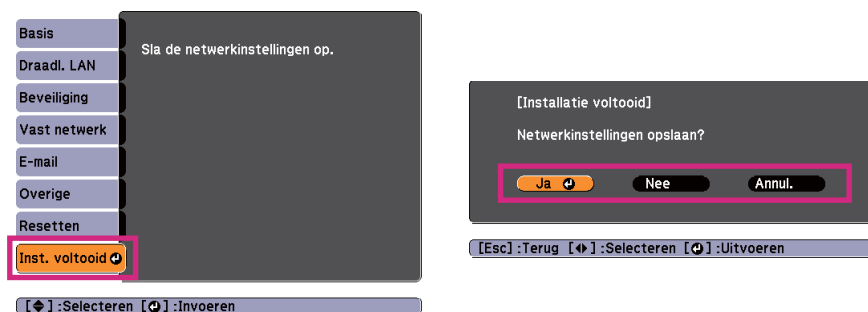 Basis
Draadl. LAN
Beveiliging
Vast netwerk
E-mail
Overige
Resetten
Inst. voltooid
Sla de netwerkinstellingen op.
[ ] :Selecteren [ ] :Invoeren
[Installatie voltooid]
Netwerkinstellingen opslaan?
Ja Nee Annul.
[Esc] :Terug [ ] :Selecteren [ ] :Uitvoeren